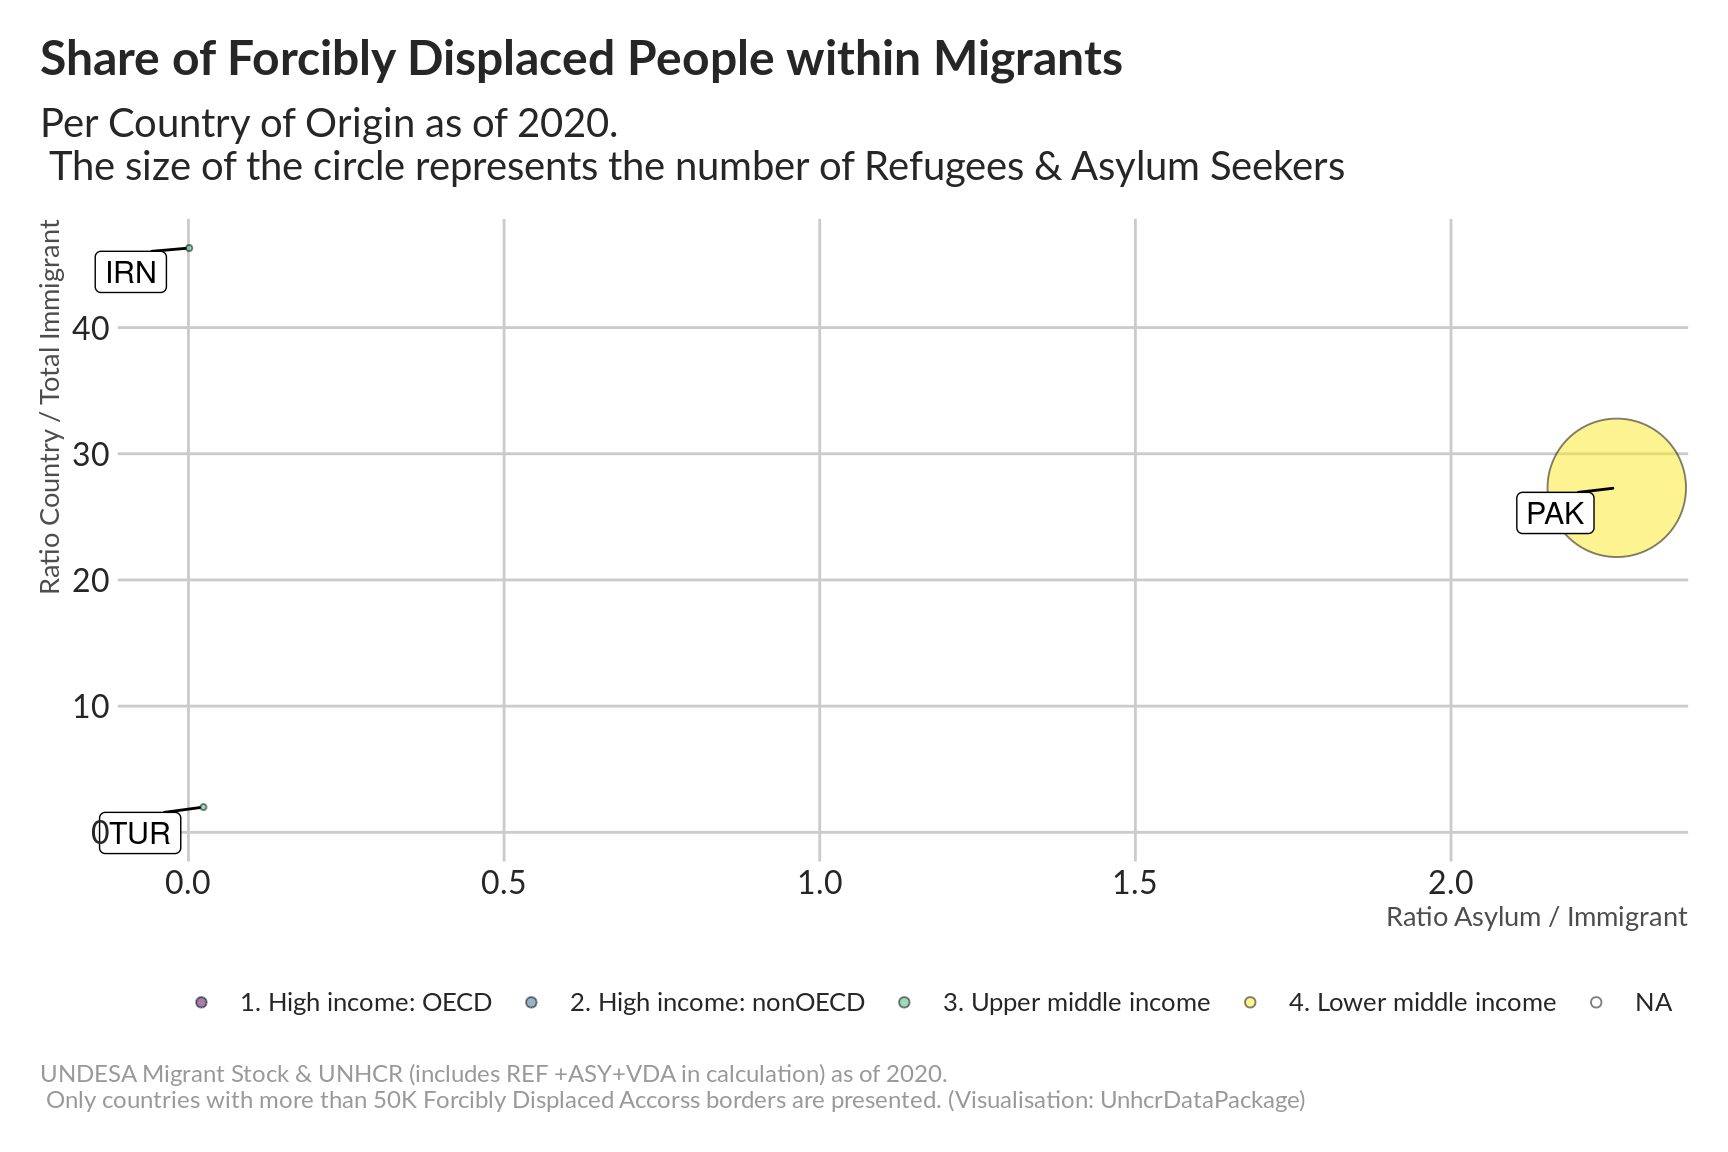 Share of Forcibly Displaced People within Migrants
Per Country of Origin as of 2020.
The size of the circle represents the number of Refugees & Asylum Seekers
Ratio Country / Total Immigrant
IRN
40
30
PAK
20
10
0
TUR
0.0 0.5 1.0 1.5 2.0
Ratio Asylum / Immigrant
1. High income: OECD 2. High income: nonOECD 3. Upper middle income 4. Lower middle income NA
UNDESA Migrant Stock & UNHCR (includes REF +ASY+VDA in calculation) as of 2020.
Only countries with more than 50K Forcibly Displaced Accorss borders are presented. (Visualisation: UnhcrDataPackage)